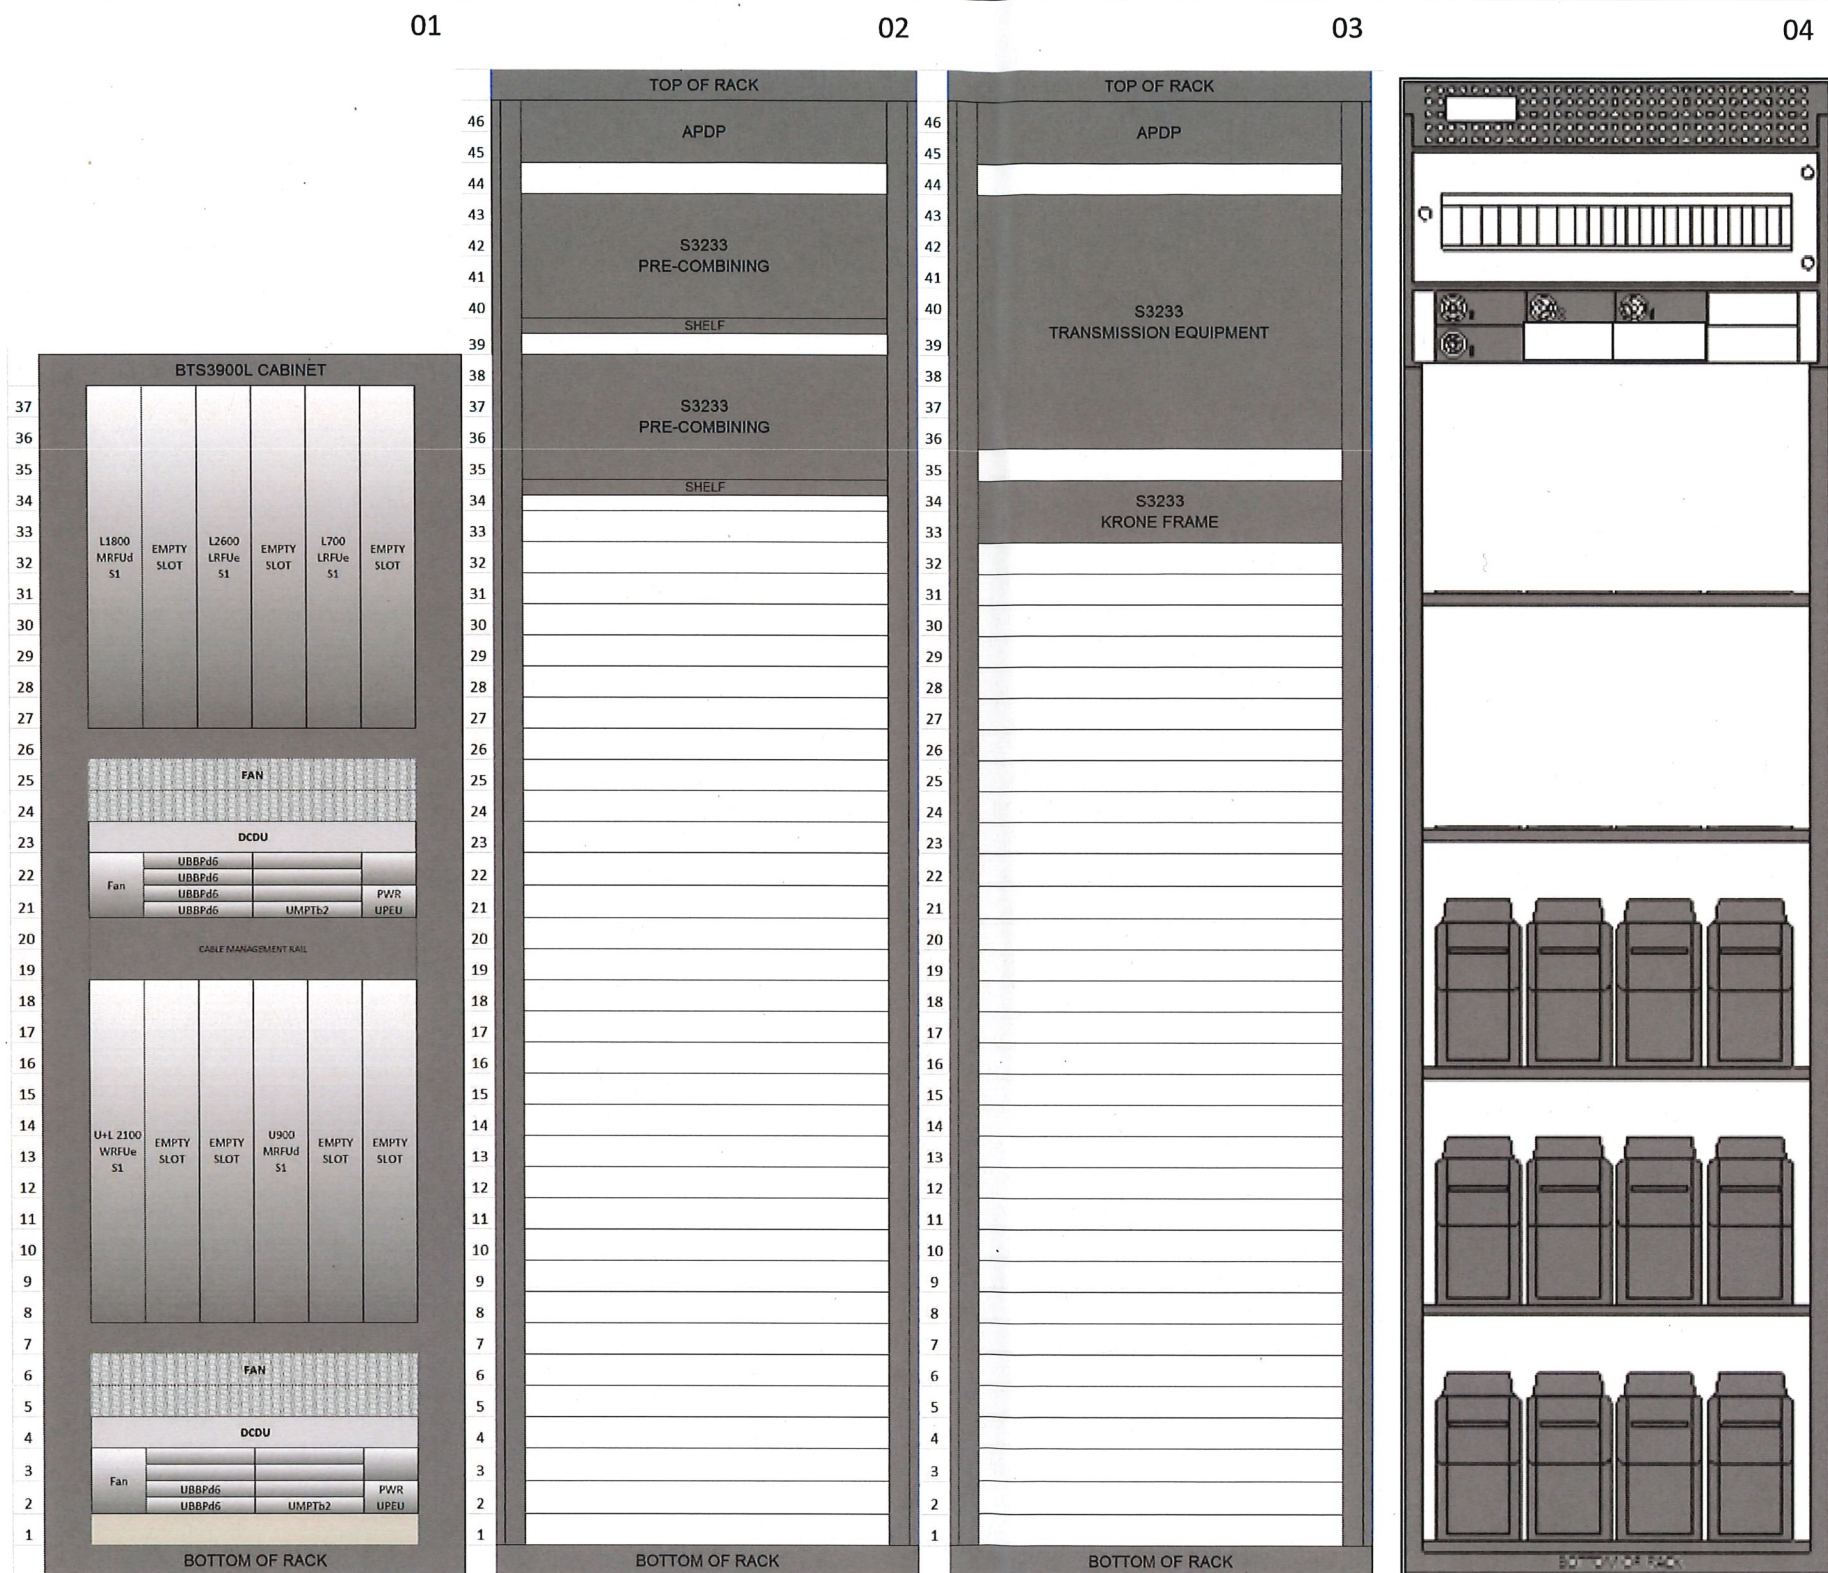 01
02
03
04
BTS3900L CABINET
37
36
35
34
33
32
31
30
29
28
27
26
25
24
23
22
21
20
19
18
17
16
15
14
13
12
11
10
9
8
7
6
5
4
3
2
1
L1800
MRFUd
S1
EMPTY
SLOT
L2600
LRFUe
S1
EMPTY
SLOT
L700
LRFUe
S1
EMPTY
SLOT
FAN
DCDU
Fan
UBBPd6
UBBPd6
UBBPd6
UBBPd6
UMPTb2
PWR
UPEU
CABLE MANAGEMENT RAIL
U+L 2100
WRFUe
S1
EMPTY
SLOT
EMPTY
SLOT
U900
MRFUd
S1
EMPTY
SLOT
EMPTY
SLOT
FAN
DCDU
Fan
UBBPd6
UBBPd6
UMPTb2
PWR
UPEU
BOTTOM OF RACK
TOP OF RACK
46
45
44
43
42
41
40
39
38
37
36
35
34
33
32
31
30
29
28
27
26
25
24
23
22
21
20
19
18
17
16
15
14
13
12
11
10
9
8
7
6
5
4
3
2
1
APDP
S3233
PRE-COMBINING
SHELF
S3233
PRE-COMBINING
SHELF
BOTTOM OF RACK
TOP OF RACK
46
45
44
43
42
41
40
39
38
37
36
35
34
33
32
31
30
29
28
27
26
25
24
23
22
21
20
19
18
17
16
15
14
13
12
11
10
9
8
7
6
5
4
3
2
1
APDP
S3233
TRANSMISSION EQUIPMENT
S3233
KRONE FRAME
BOTTOM OF RACK
BOTTOM OF RACK